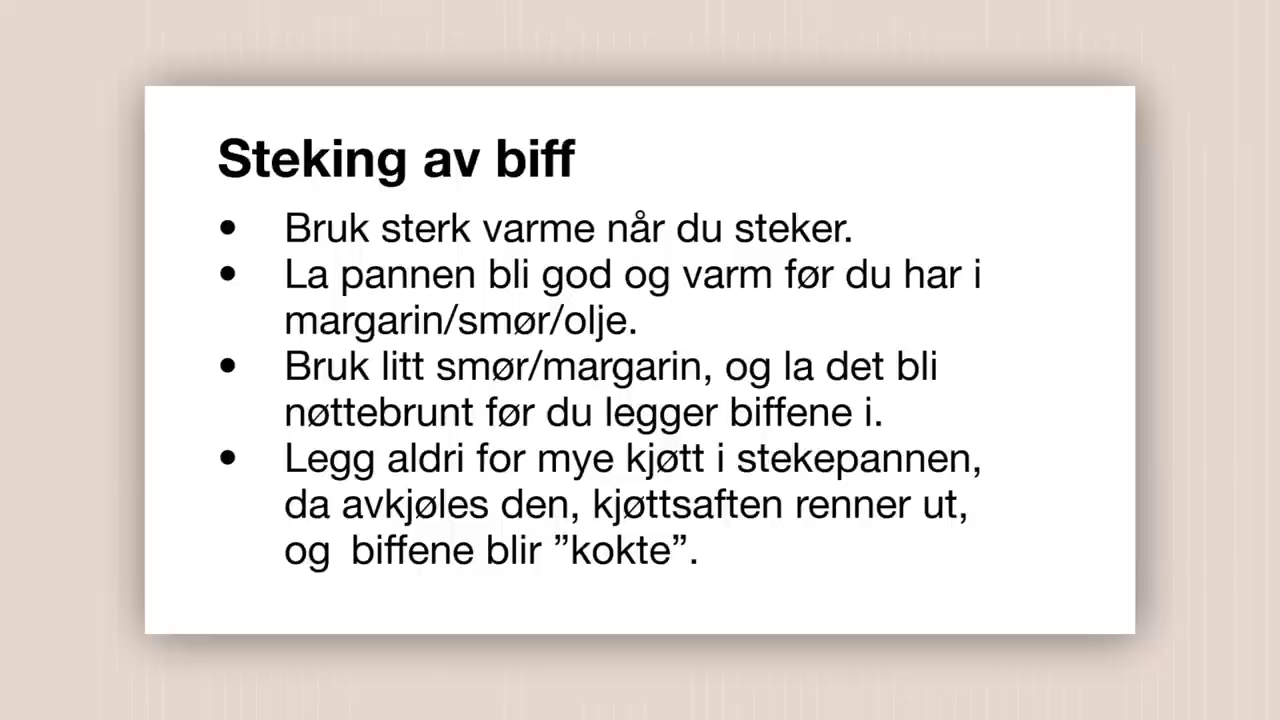 Steking av biff
• Bruk sterk varme når du steker.
• La pannen bli god og varm før du har i
margarin/smør/olje.
• Bruk litt smør/margarin, og la det bli
nøttebrunt før du legger biffene i.
• Legg aldri for mye kjøtt i stekepannen,
da avkjøles den, kjøttsaften renner ut,
og  biffene blir ”kokte”.